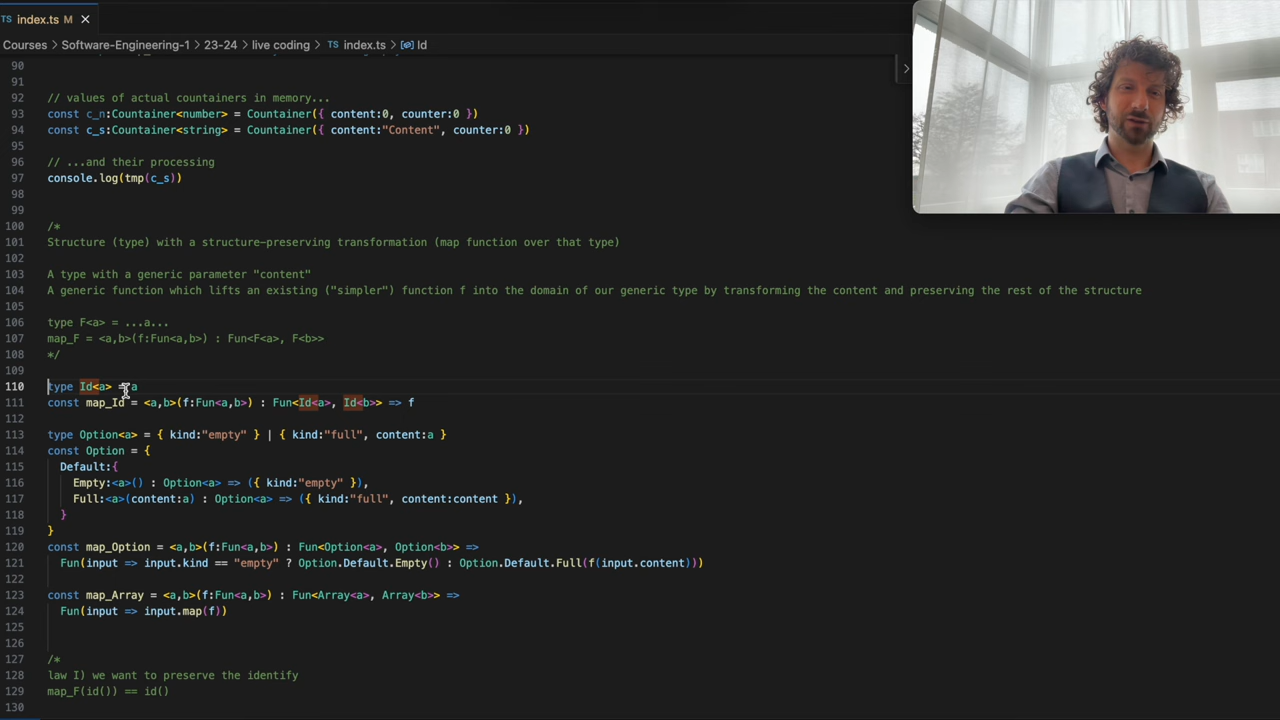 TS index.ts M ×
Courses > Software-Engineering-1 > 23-24 > live coding > TS index.ts > Id
90
91
92 // values of actual countainers in memory...
93 const c_n:Countainer<number> = Countainer({ content:0, counter:0 })
94 const c_s:Countainer<string> = Countainer({ content:"Content", counter:0 })
95
96 // ...and their processing
97 console.log(tmp(c_s))
98
99
100 /*
101 Structure (type) with a structure-preserving transformation (map function over that type)
102
103 A type with a generic parameter "content"
104 A generic function which lifts an existing ("simpler") function f into the domain of our generic type by transforming the content and preserving the rest of the structure
105
106 type F<a> = ...a...
107 map_F = <a,b>(f:Fun<a,b>) : Fun<F<a>, F<b>>
108 */
109
110 type Id<a> = a
111 const map_Id = <a,b>(f:Fun<a,b>) : Fun<Id<a>, Id<b>> => f
112
113 type Option<a> = { kind:"empty" } | { kind:"full", content:a }
114 const Option = {
115 Default:{
116 Empty:<a>() : Option<a> => ({ kind:"empty" }),
117 Full:<a>(content:a) : Option<a> => ({ kind:"full", content:content }),
118 }
119 }
120 const map_Option = <a,b>(f:Fun<a,b>) : Fun<Option<a>, Option<b>> =>
121 Fun(input => input.kind == "empty" ? Option.Default.Empty() : Option.Default.Full(f(input.content)))
122
123 const map_Array = <a,b>(f:Fun<a,b>) : Fun<Array<a>, Array<b>> =>
124 Fun(input => input.map(f))
125
126
127 /*
128 law I) we want to preserve the identify
129 map_F(id()) == id()
130